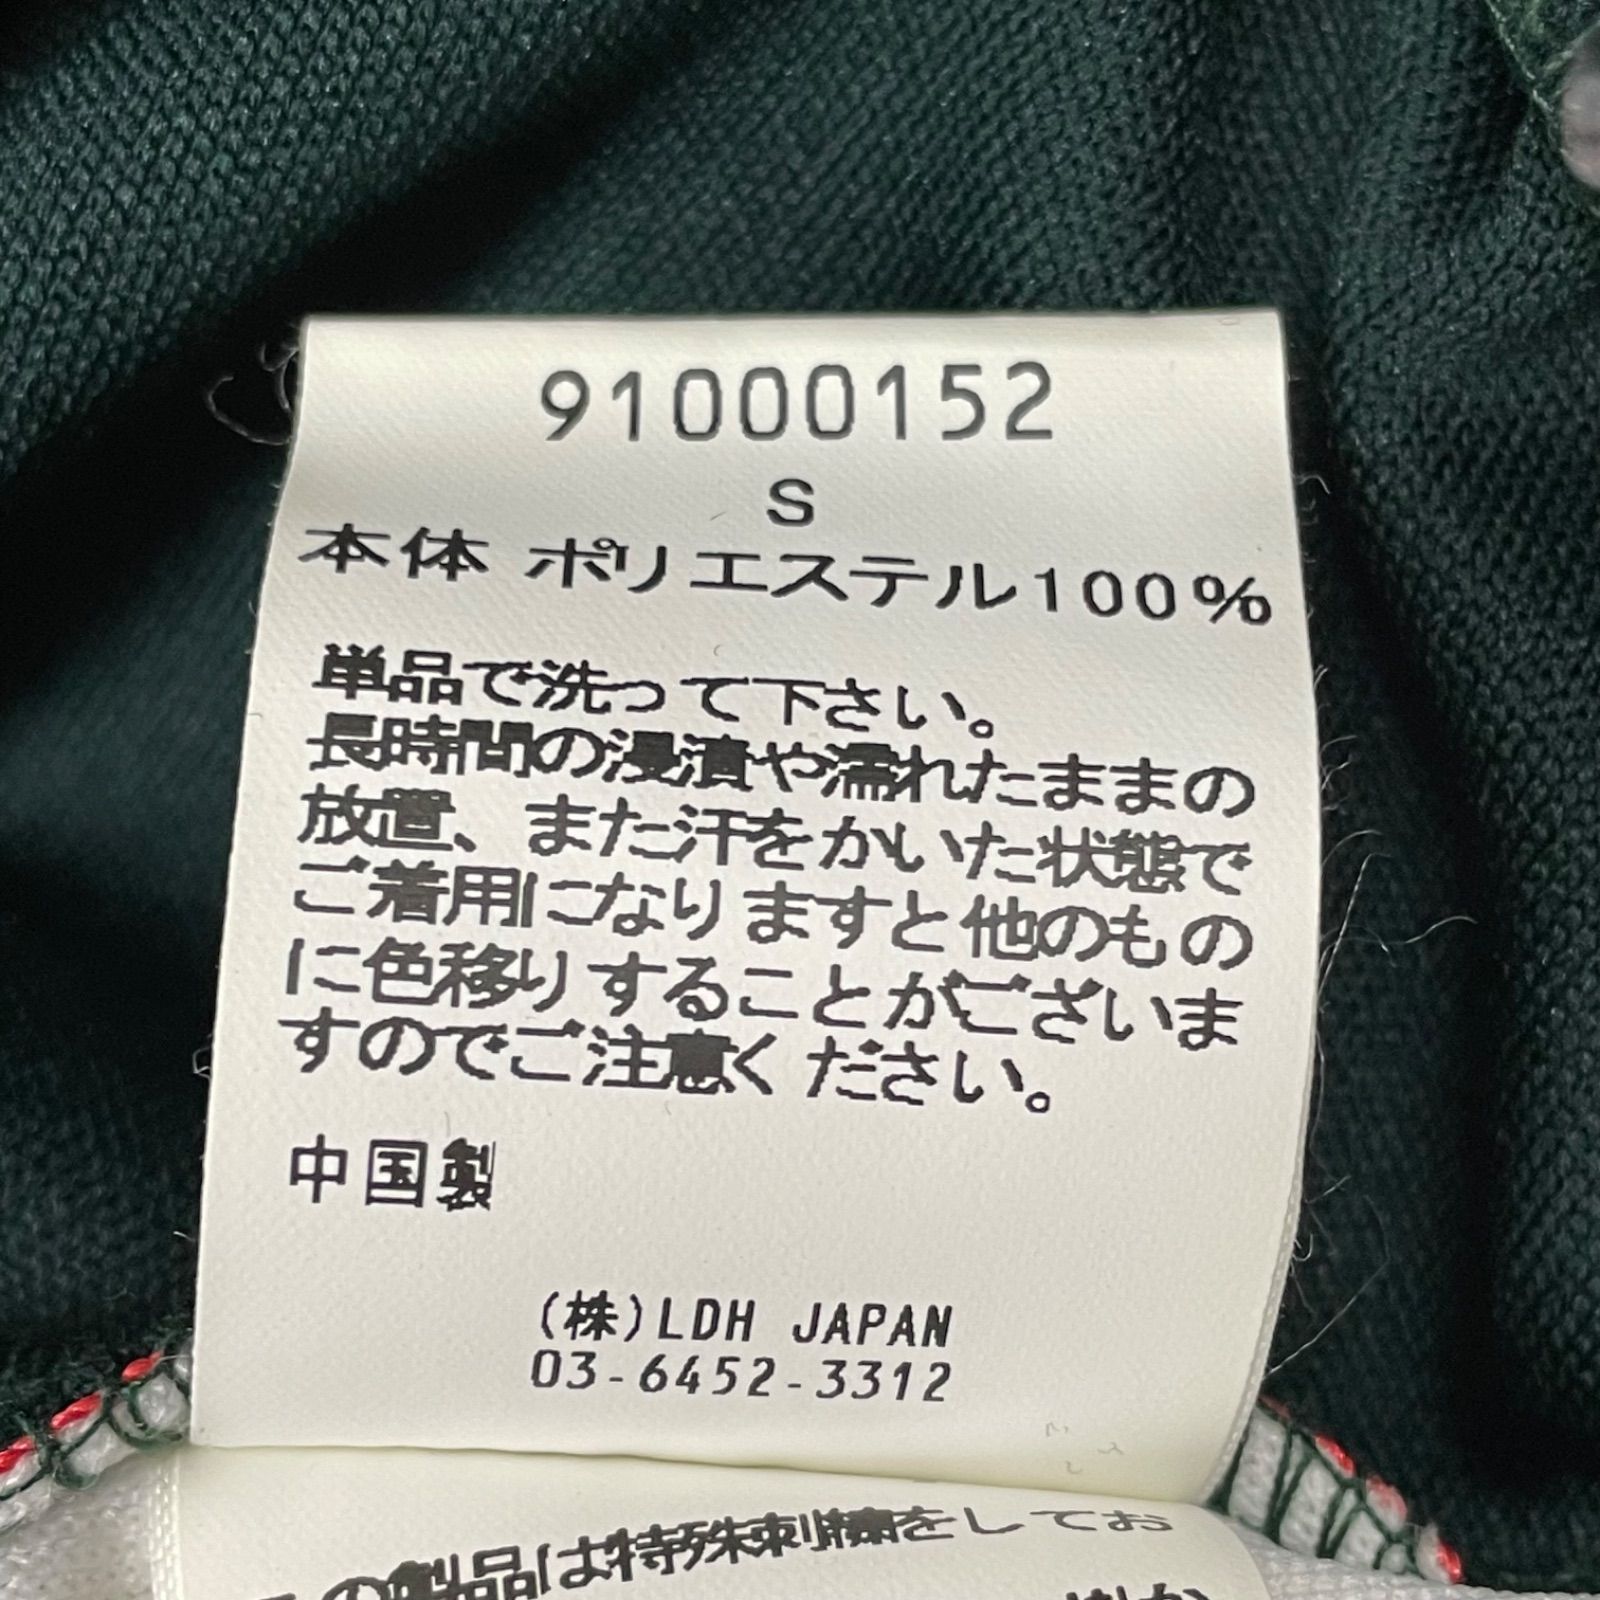 91000152
S
本体 ポリエステル100%
単品で洗って下さい。
長時間の浸漬や濡れたままの
放置、また汗をかいた状態で
ご着用になりますと他のもの
に色移りすることがございま
すのでご注意ください。
中国製
(株)LDH JAPAN
03-6452-3312
の製品は特殊刺繍をしてお